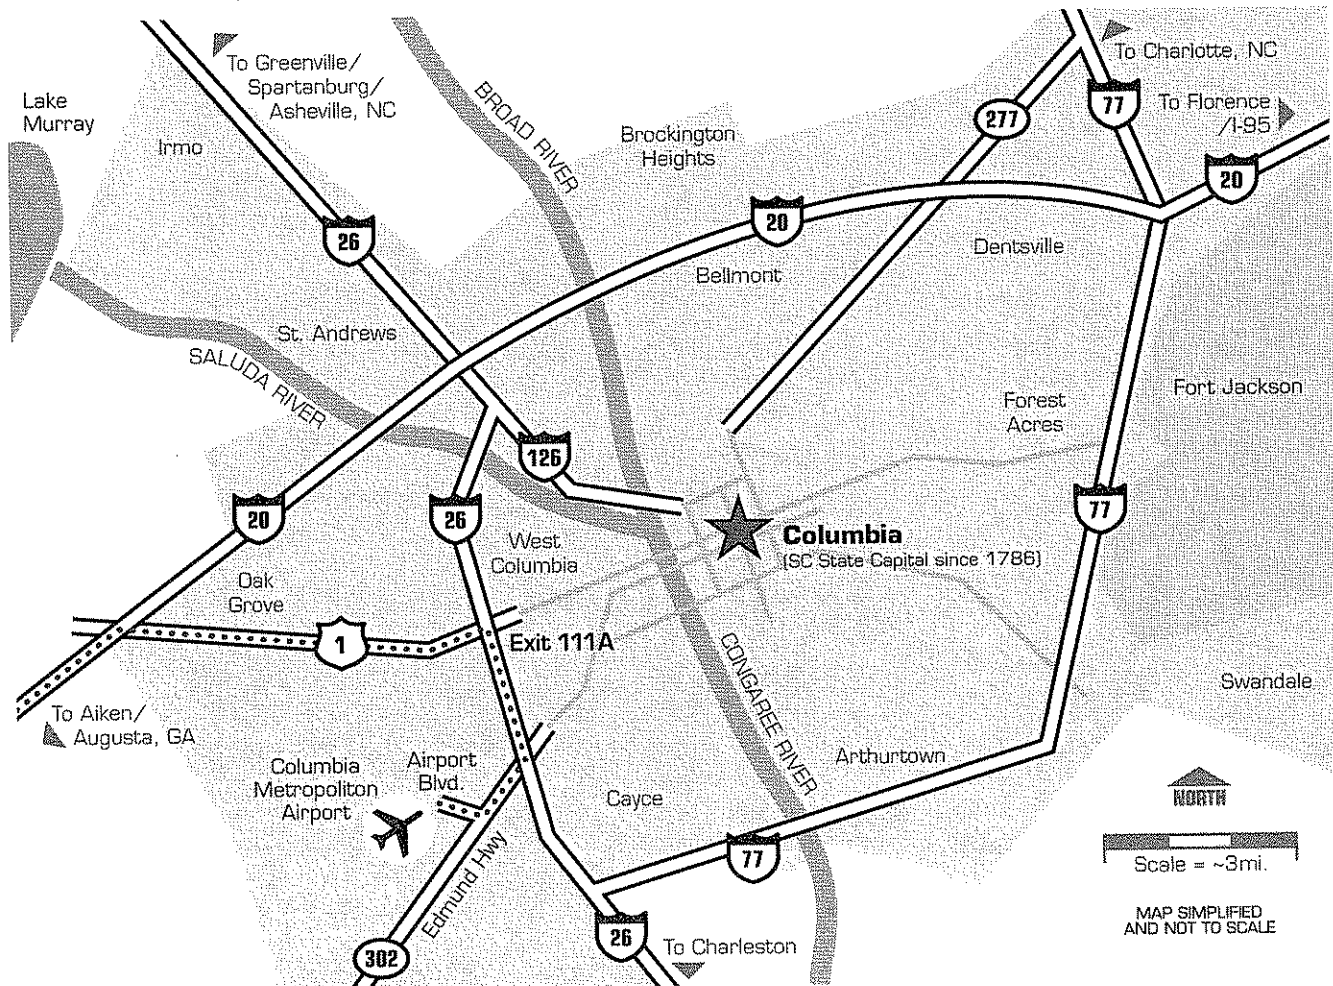 To Greenville/
Spartanburg/
Asheville, NC
Lake
Murray
Irmo
BROAD RIVER
Brockington
Heights
277
To Charlotte, NC
77
To Florence
/I-95
20
26
20
Dentsville
Bellmont
St. Andrews
SALUDA RIVER
Forest
Acres
Fort Jackson
126
20
26
77
West
Columbia
Columbia
(SC State Capital since 1786)
Oak
Grove
1
Exit 111A
CONGAREE RIVER
Swandale
To Aiken/
Augusta, GA
Columbia
Metropoliton
Airport
Airport
Blvd.
Cayce
Arthurtown
NORTH
Scale = ~3mi.
77
Edmund Hwy
302
26
To Charleston
MAP SIMPLIFIED
AND NOT TO SCALE